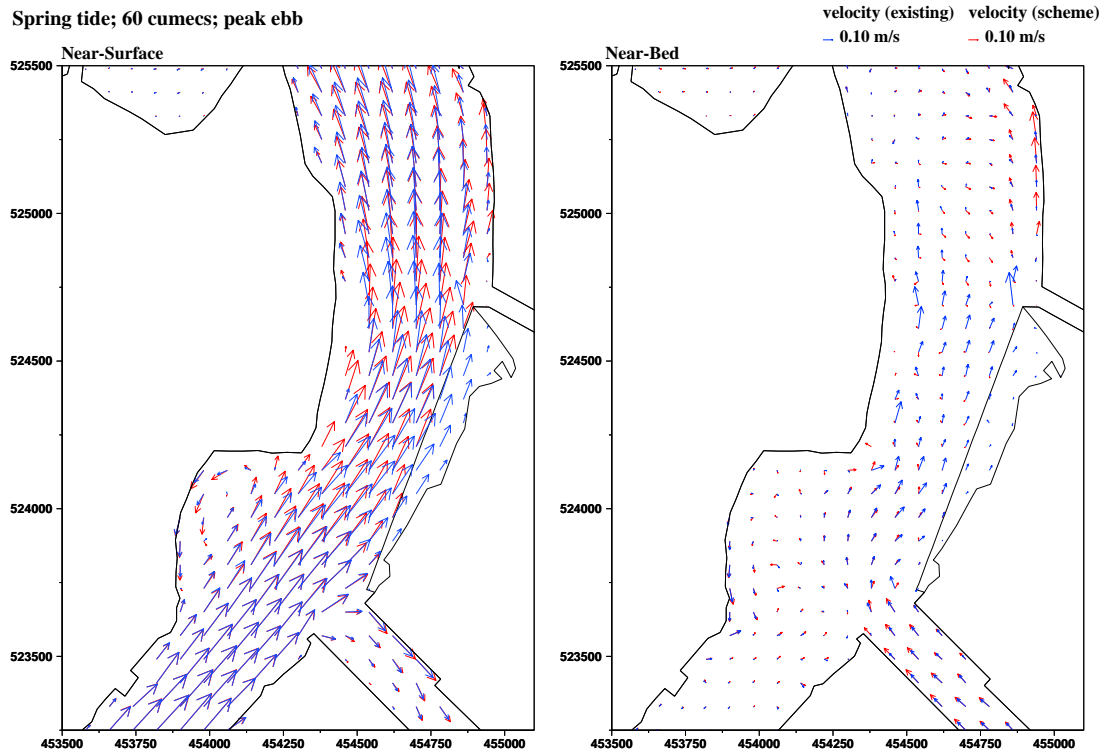 Spring tide; 60 cumecs; peak ebb
velocity (existing) velocity (scheme)
0.10 m/s 0.10 m/s
Near-Surface
Near-Bed
525500
525000
524500
524000
523500
453500 453750 454000 454250 454500 454750 455000
525500
525000
524500
524000
523500
453500 453750 454000 454250 454500 454750 455000